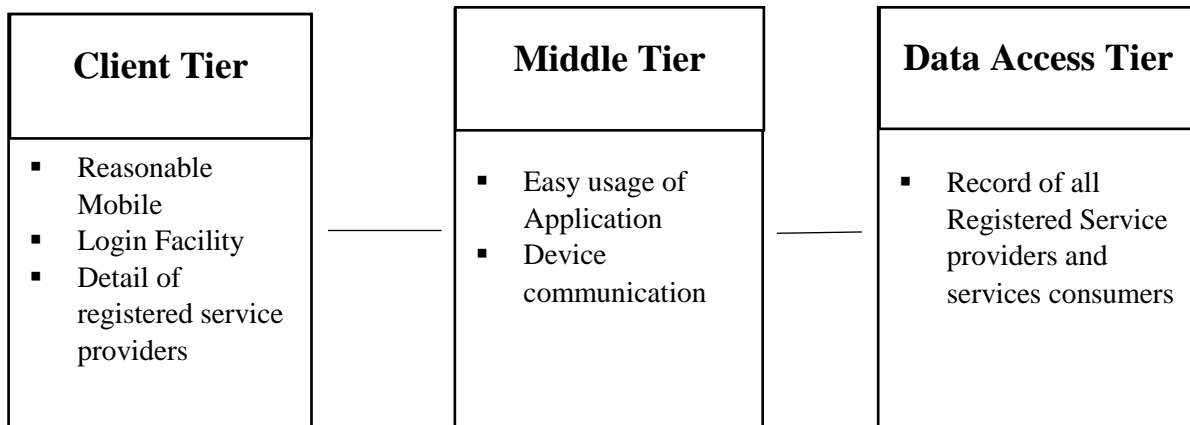 Client Tier
▪ Reasonable
Mobile
▪ Login Facility
▪ Detail of
registered service
providers
Middle Tier
▪ Easy usage of
Application
▪ Device
communication
Data Access Tier
▪ Record of all
Registered Service
providers and
services consumers